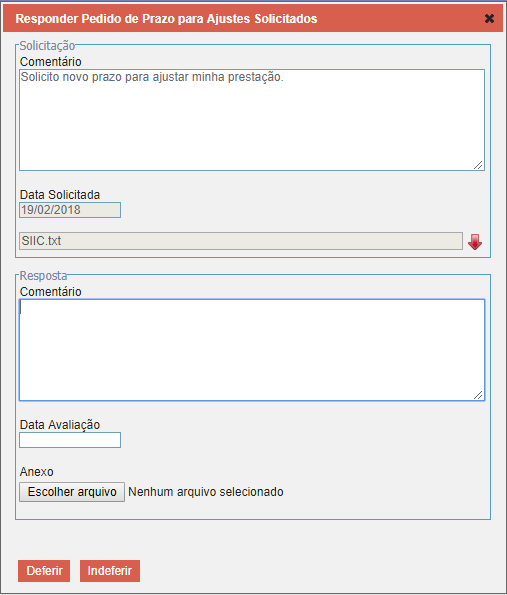 Responder Pedido de Prazo para Ajustes Solicitados
Solicitação
Comentário
Solicito novo prazo para ajustar minha prestação.
Data Solicitada
19/02/2018
SIIC.txt
Resposta
Comentário
Data Avaliação
Anexo
Escolher arquivo Nenhum arquivo selecionado
Deferir Indeferir